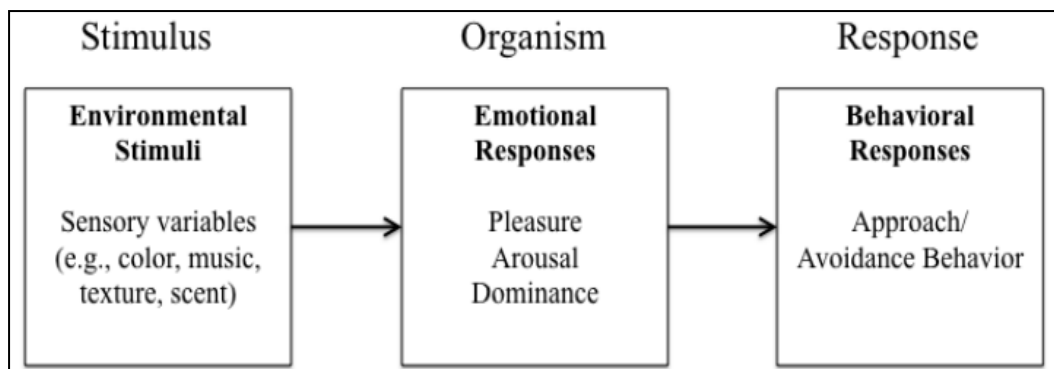 Stimulus
Organism
Response
Environmental
Stimuli
Sensory variables
(e.g., color, music,
texture, scent)
Emotional
Responses
Pleasure
Arousal
Dominance
Behavioral
Responses
Approach/
Avoidance Behavior